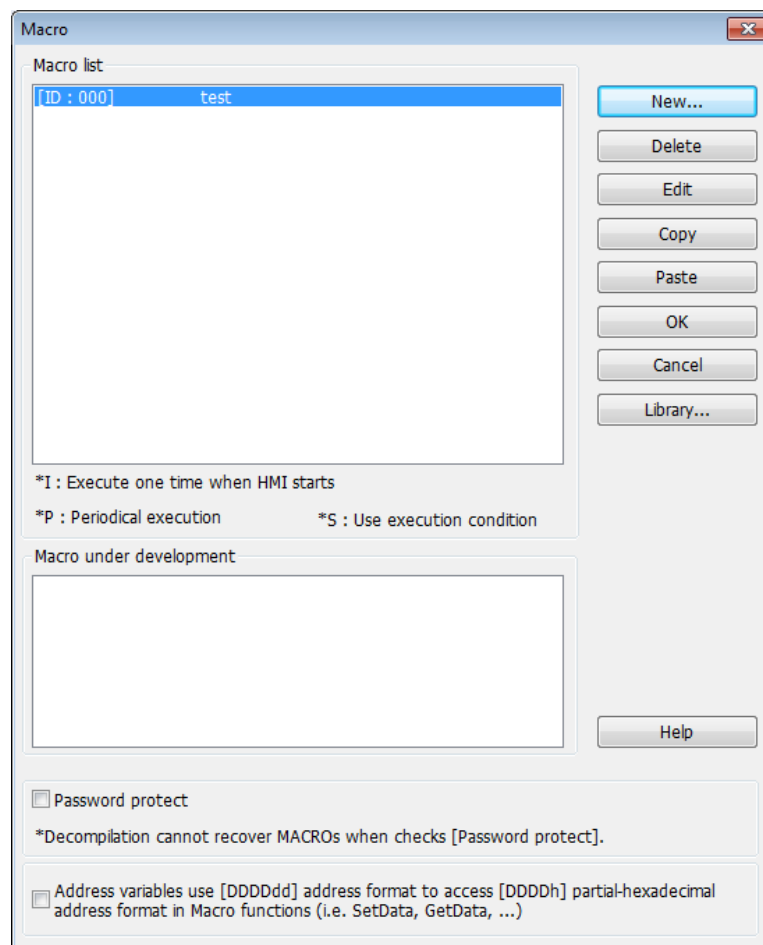 Macro
Macro list
[ID : 000] test
New...
Delete
Edit
Copy
Paste
OK
Cancel
Library...
*I : Execute one time when HMI starts
*P : Periodical execution *S : Use execution condition
Macro under development
Help
Password protect
*Decompilation cannot recover MACROs when checks [Password protect].
Address variables use [DDDDdd] address format to access [DDDDh] partial-hexadecimal
address format in Macro functions (i.e. SetData, GetData, ...)